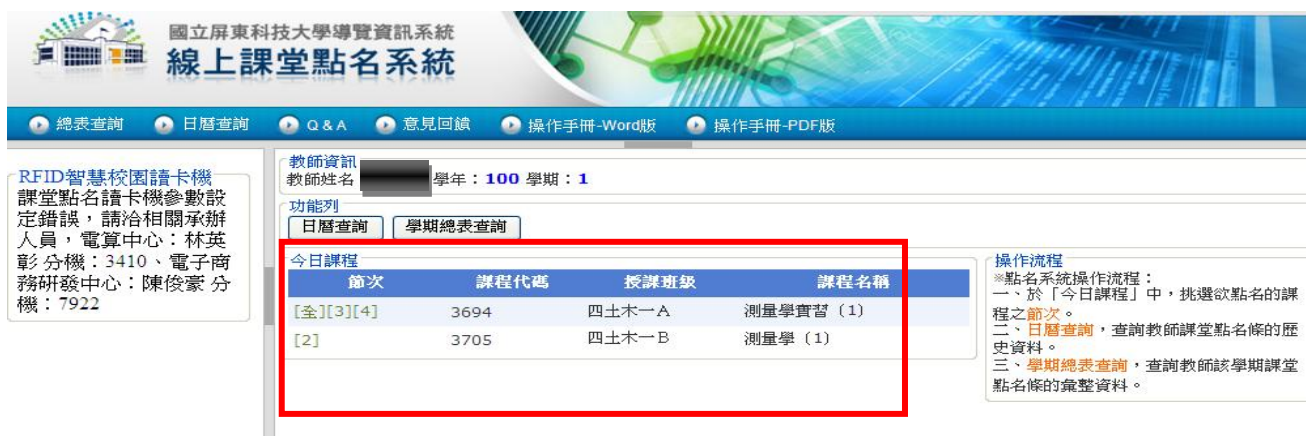 國立屏東科技大學導覽資訊系統
線上課堂點名系統
總表查詢 日曆查詢 Q & A 意見回饋 操作手冊-Word版 操作手冊-PDF版
RFID智慧校園讀卡機
課堂點名讀卡機參數設
定錯誤，請洽相關承辦
人員，電算中心：林英
彰 分機：3410、電子商
務研發中心：陳俊豪 分
機：7922
教師資訊
教師姓名 學年：100 學期：1
功能列
日曆查詢 學期總表查詢
今日課程
節次 課程代碼 授課班級 課程名稱
[全][3][4] 3694 四土木一A 測量學實習 (1)
[2] 3705 四土木一B 測量學 (1)
操作流程
※點名系統操作流程：
一、於「今日課程」中，挑選欲點名的課
程之節次。
二、日曆查詢，查詢教師課堂點名條的歷
史資料。
三、學期總表查詢，查詢教師該學期課堂
點名條的彙整資料。